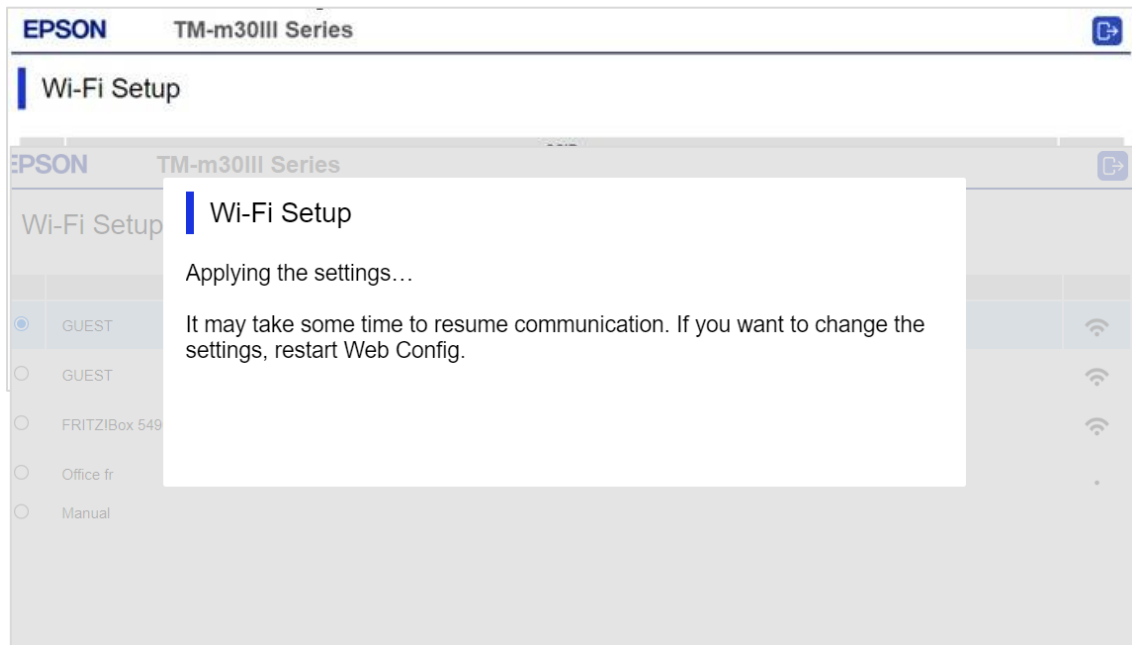 EPSON TM-m30III Series
Wi-Fi Setup
SSID
EPSON TM-m30III Series
Wi-Fi Setup
Wi-Fi Setup
Applying the settings…
It may take some time to resume communication. If you want to change the
settings, restart Web Config.
GUEST
GUEST
FRITZ!Box 549
Office fr
Manual